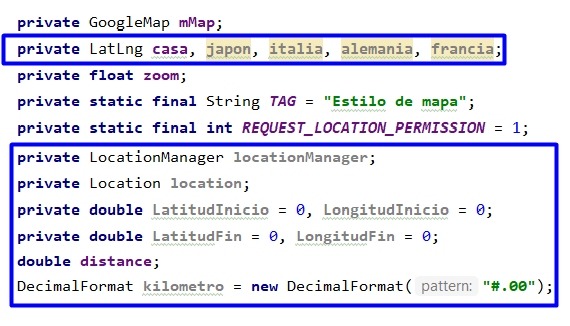 private GoogleMap mMap;
private LatLng casa, japon, italia, alemania, francia;
private float zoom;
private static final String TAG = "Estilo de mapa";
private static final int REQUEST_LOCATION_PERMISSION = 1;
private LocationManager locationManager;
private Location location;
private double LatitudInicio = 0, LongitudInicio = 0;
private double LatitudFin = 0, LongitudFin = 0;
double distance;
DecimalFormat kilometro = new DecimalFormat( pattern: "#.00");